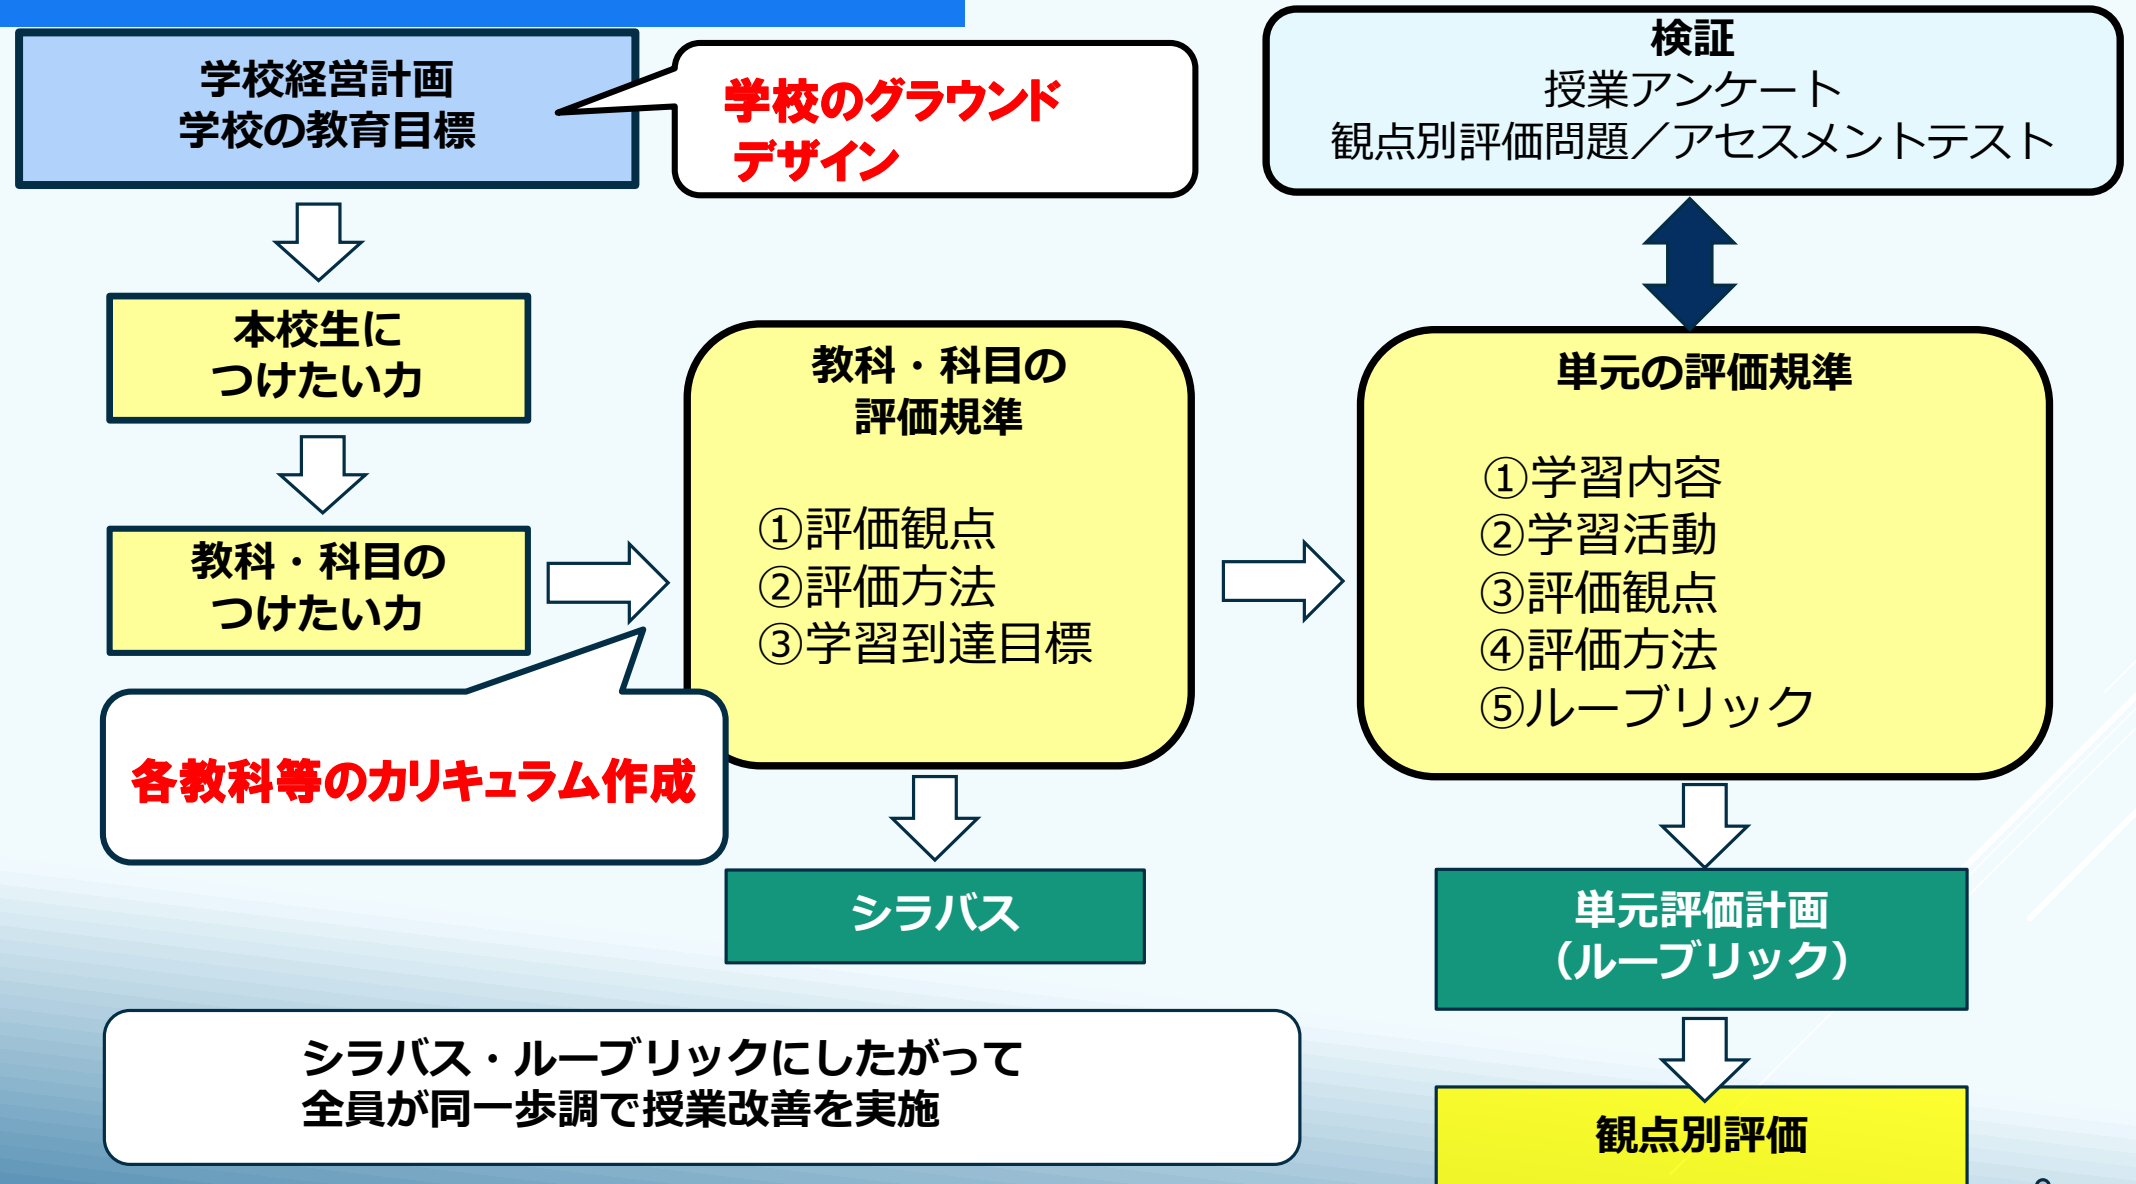 学校経営計画
学校の教育目標
学校のグラウンド
デザイン
検証
授業アンケート
観点別評価問題／アセスメントテスト
本校生に
つけたい力
教科・科目の
つけたい力
各教科等のカリキュラム作成
教科・科目の
評価規準
①評価観点
②評価方法
③学習到達目標
単元の評価規準
①学習内容
②学習活動
③評価観点
④評価方法
⑤ルーブリック
シラバス
単元評価計画
（ルーブリック）
観点別評価
シラバス・ルーブリックにしたがって
全員が同一歩調で授業改善を実施